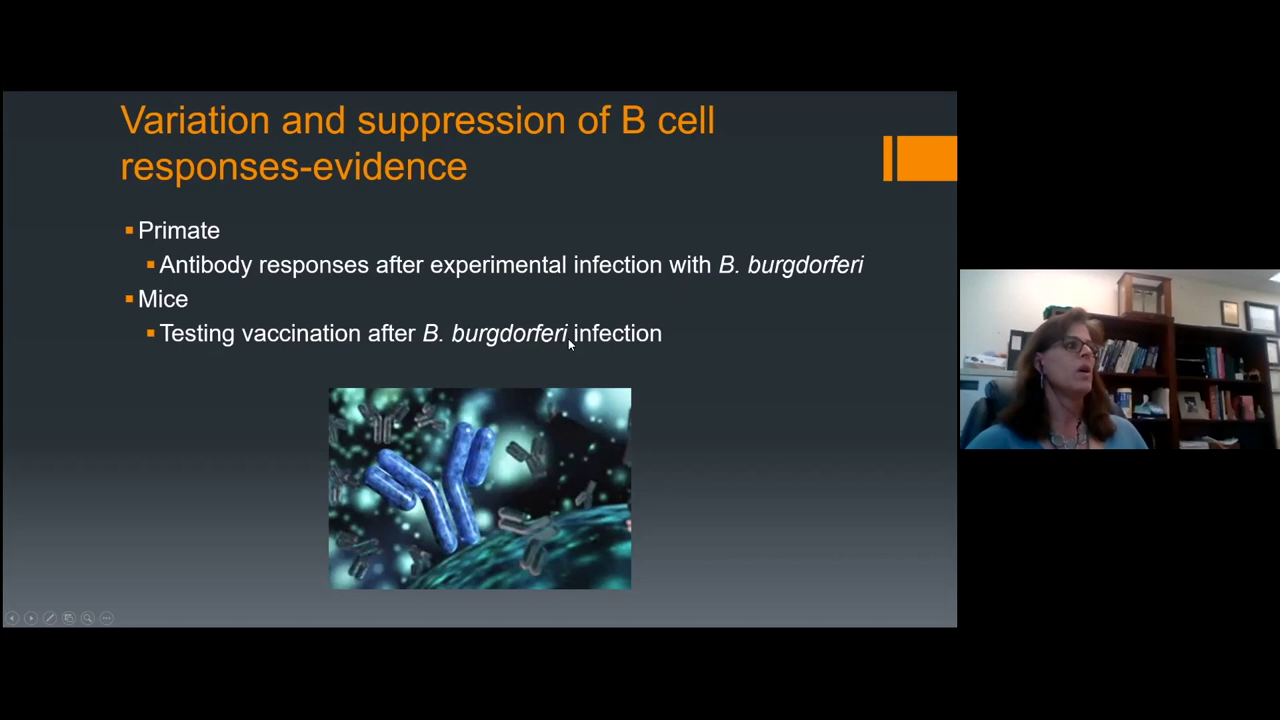 Variation and suppression of B cell
responses-evidence
Primate
Antibody responses after experimental infection with B. burgdorferi
Mice
Testing vaccination after B. burgdorferi infection